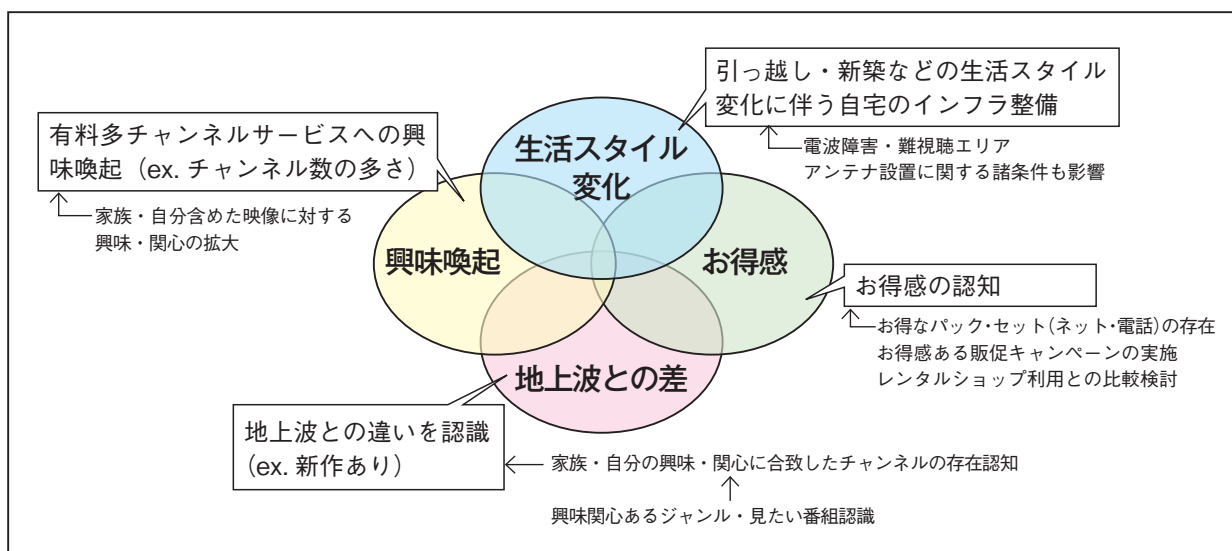 引っ越し・新築などの生活スタイル
変化に伴う自宅のインフラ整備
電波障害・難視聴エリア
アンテナ設置に関する諸条件も影響
有料多チャンネルサービスへの興
味喚起（ex. チャンネル数の多さ）
家族・自分含めた映像に対する
興味・関心の拡大
生活スタイル
変化
興味喚起
お得感
地上波との差
お得感の認知
お得なパック・セット（ネット・電話）の存在
お得感ある販促キャンペーンの実施
レンタルショップ利用との比較検討
地上波との違いを認識
（ex. 新作あり）
家族・自分の興味・関心に合致したチャンネルの存在認知
興味関心あるジャンル・見たい番組認識